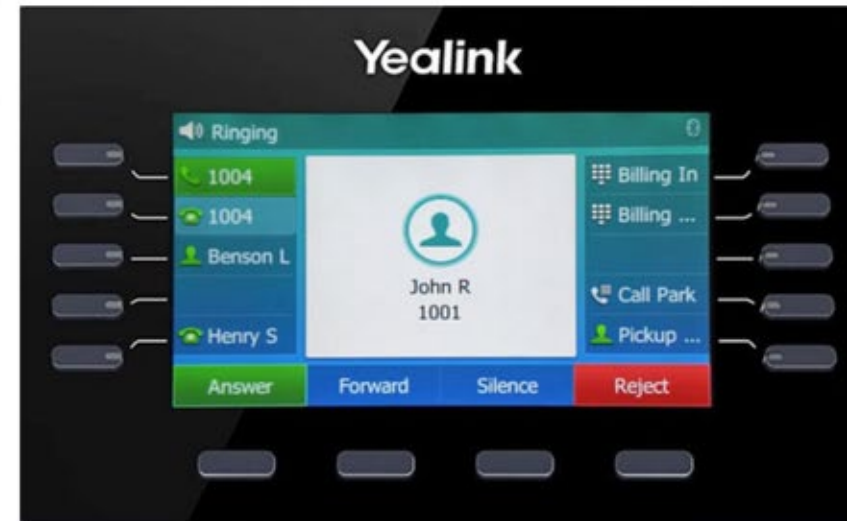 Yealink
Ringing
1004
1004
Benson L
Henry S
John R
1001
Billing In
Billing ...
Call Park
Pickup ...
Answer
Forward
Silence
Reject